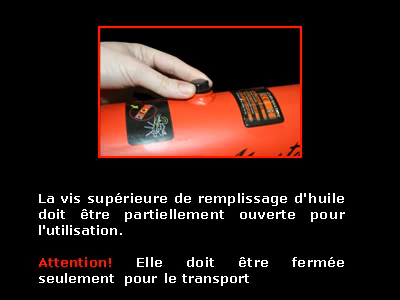 La vis supérieure de remplissage d'huile
doit être partiellement ouverte pour
l'utilisation.
Attention! Elle doit être fermée
seulement pour le transport